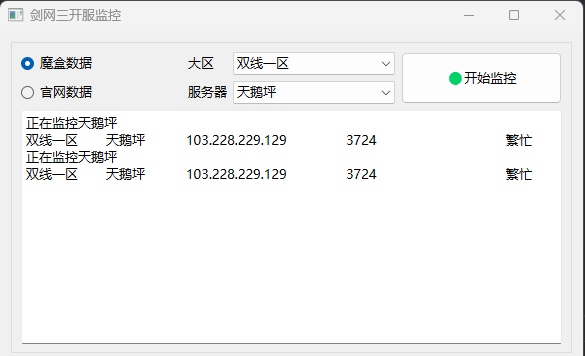 剑网三开服监控
魔盒数据 大区 双线一区 开始监控
官网数据 服务器 天鹅坪
正在监控天鹅坪
双线一区 天鹅坪 103.228.229.129 3724 繁忙
正在监控天鹅坪
双线一区 天鹅坪 103.228.229.129 3724 繁忙